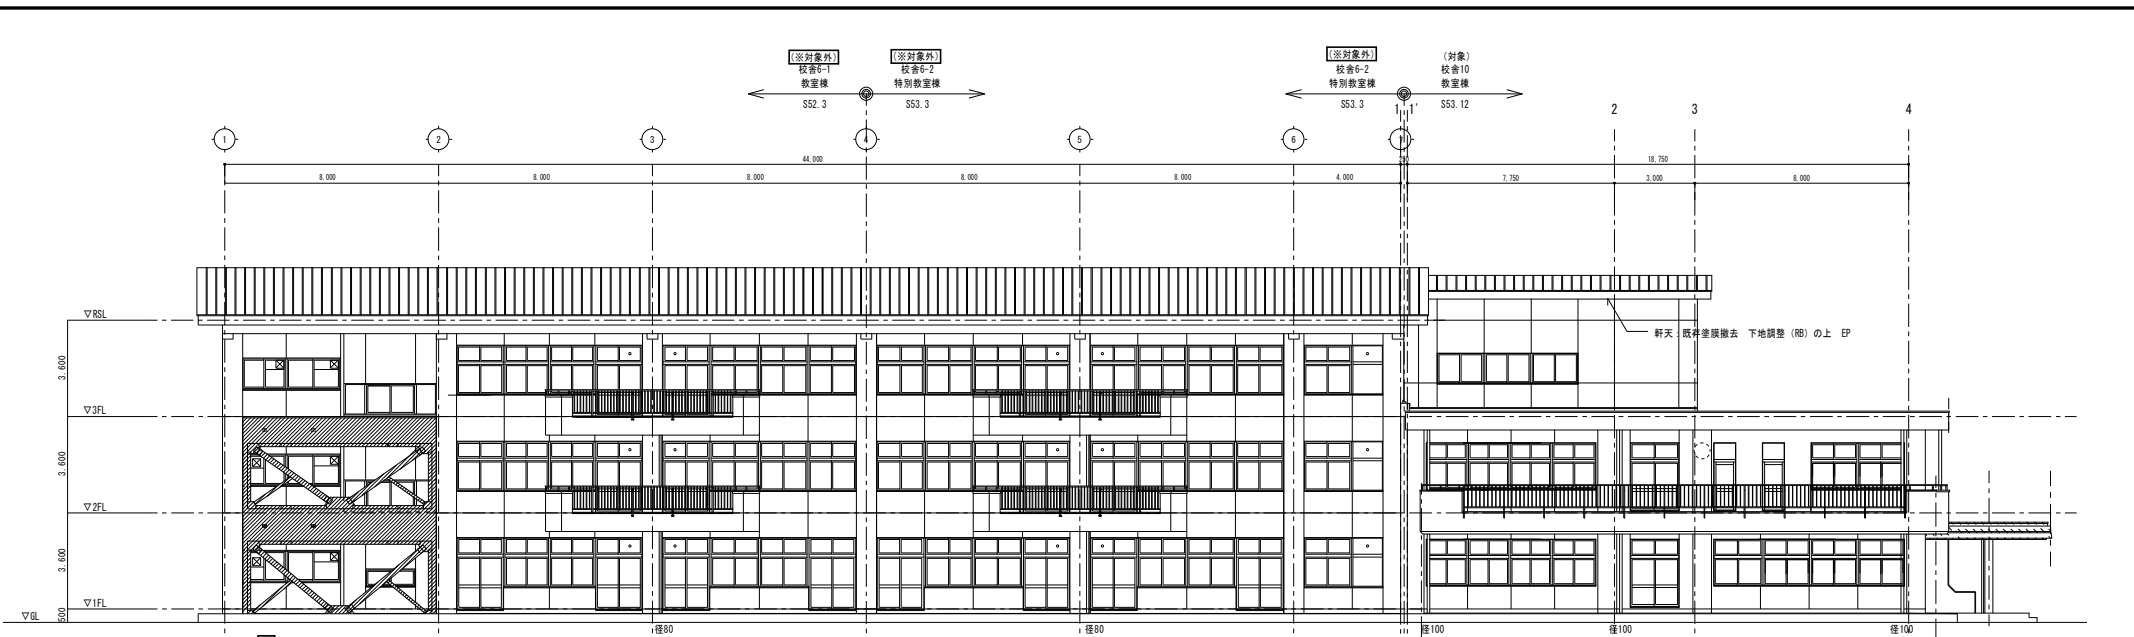 (※対象外)
校舎6-1
教室棟
S52.3
(※対象外)
校舎6-2
特別教室棟
S53.3
(※対象外)
校舎6-2
特別教室棟
S53.3
(対象)
校舎10
教室棟
S53.12
1 1' 2 3 4
1 2 3 4 5 6 7
44,000 18,750
8,000 8,000 8,000 8,000 8,000 4,000 7,750 3,000 8,000
▽RSL
軒天：既存塗膜撤去 下地調整（RB）の上 EP
3,600
▽3FL
3,600
▽2FL
3,600
▽1FL
500
▽GL
径80 径80 径100 径100 径100